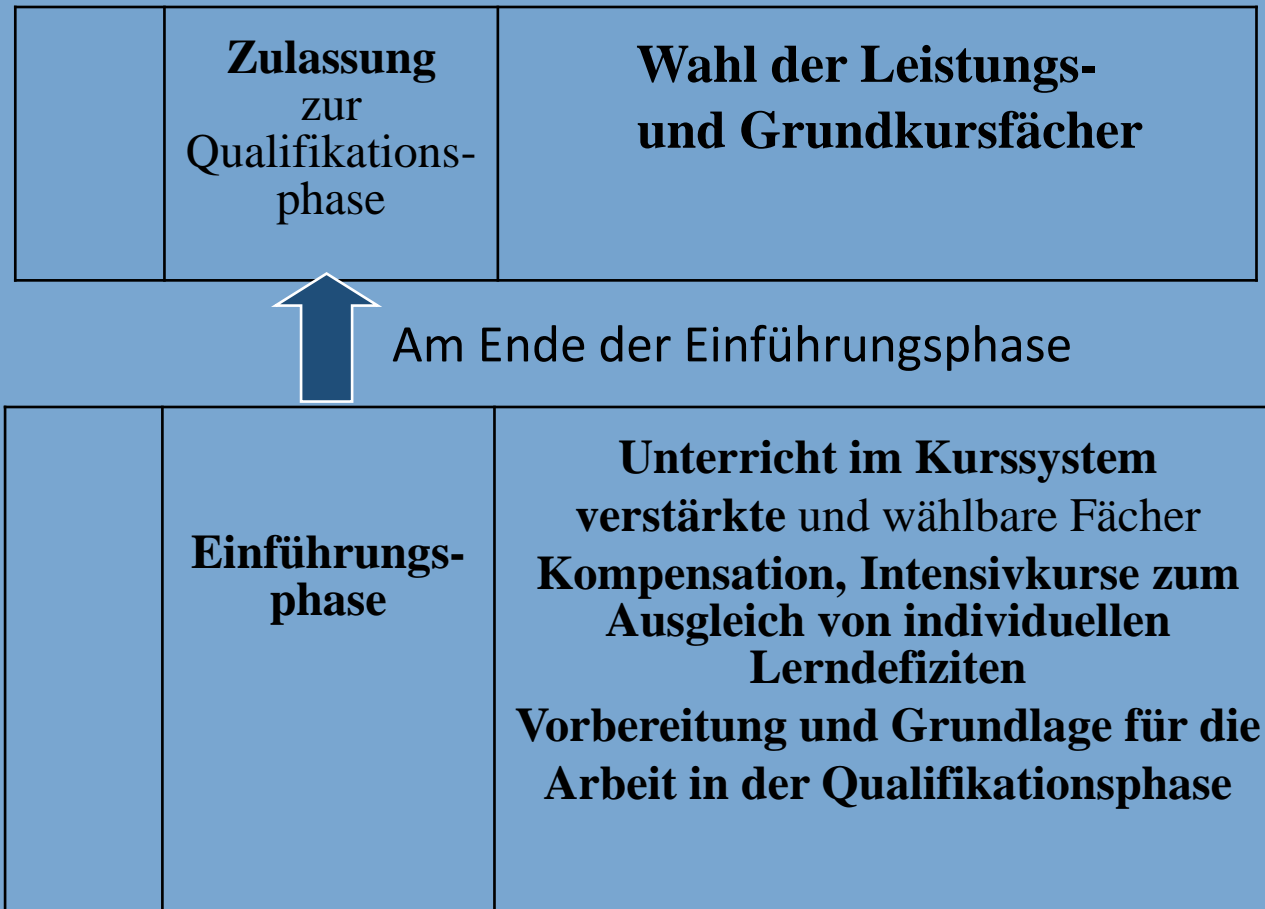 Zulassung
zur
Qualifikations-
phase
Wahl der Leistungs-
und Grundkursfächer
Am Ende der Einführungsphase
Einführungs-
phase
Unterricht im Kurssystem
verstärkte und wählbare Fächer
Kompensation, Intensivkurse zum
Ausgleich von individuellen
Lerndefiziten
Vorbereitung und Grundlage für die
Arbeit in der Qualifikationsphase